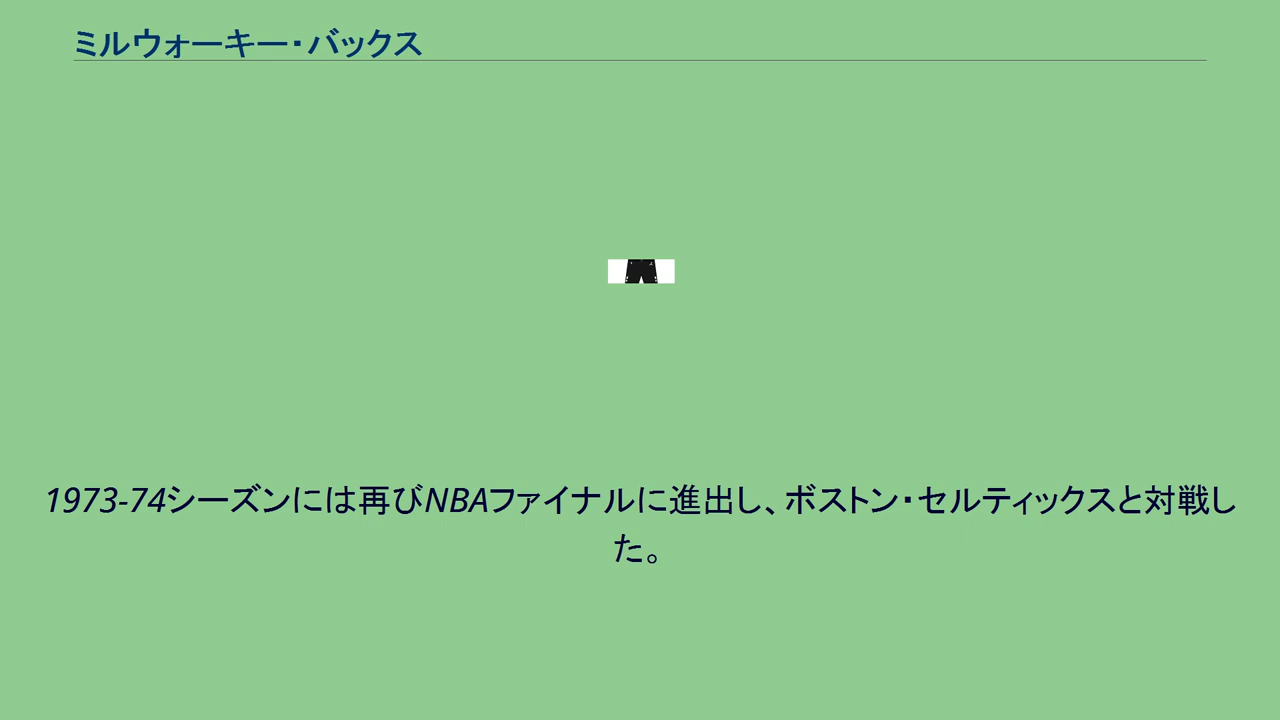 ミルウォーキー・バックス
1973-74シーズンには再びNBAファイナルに進出し、ボストン・セルティックスと対戦し
た。